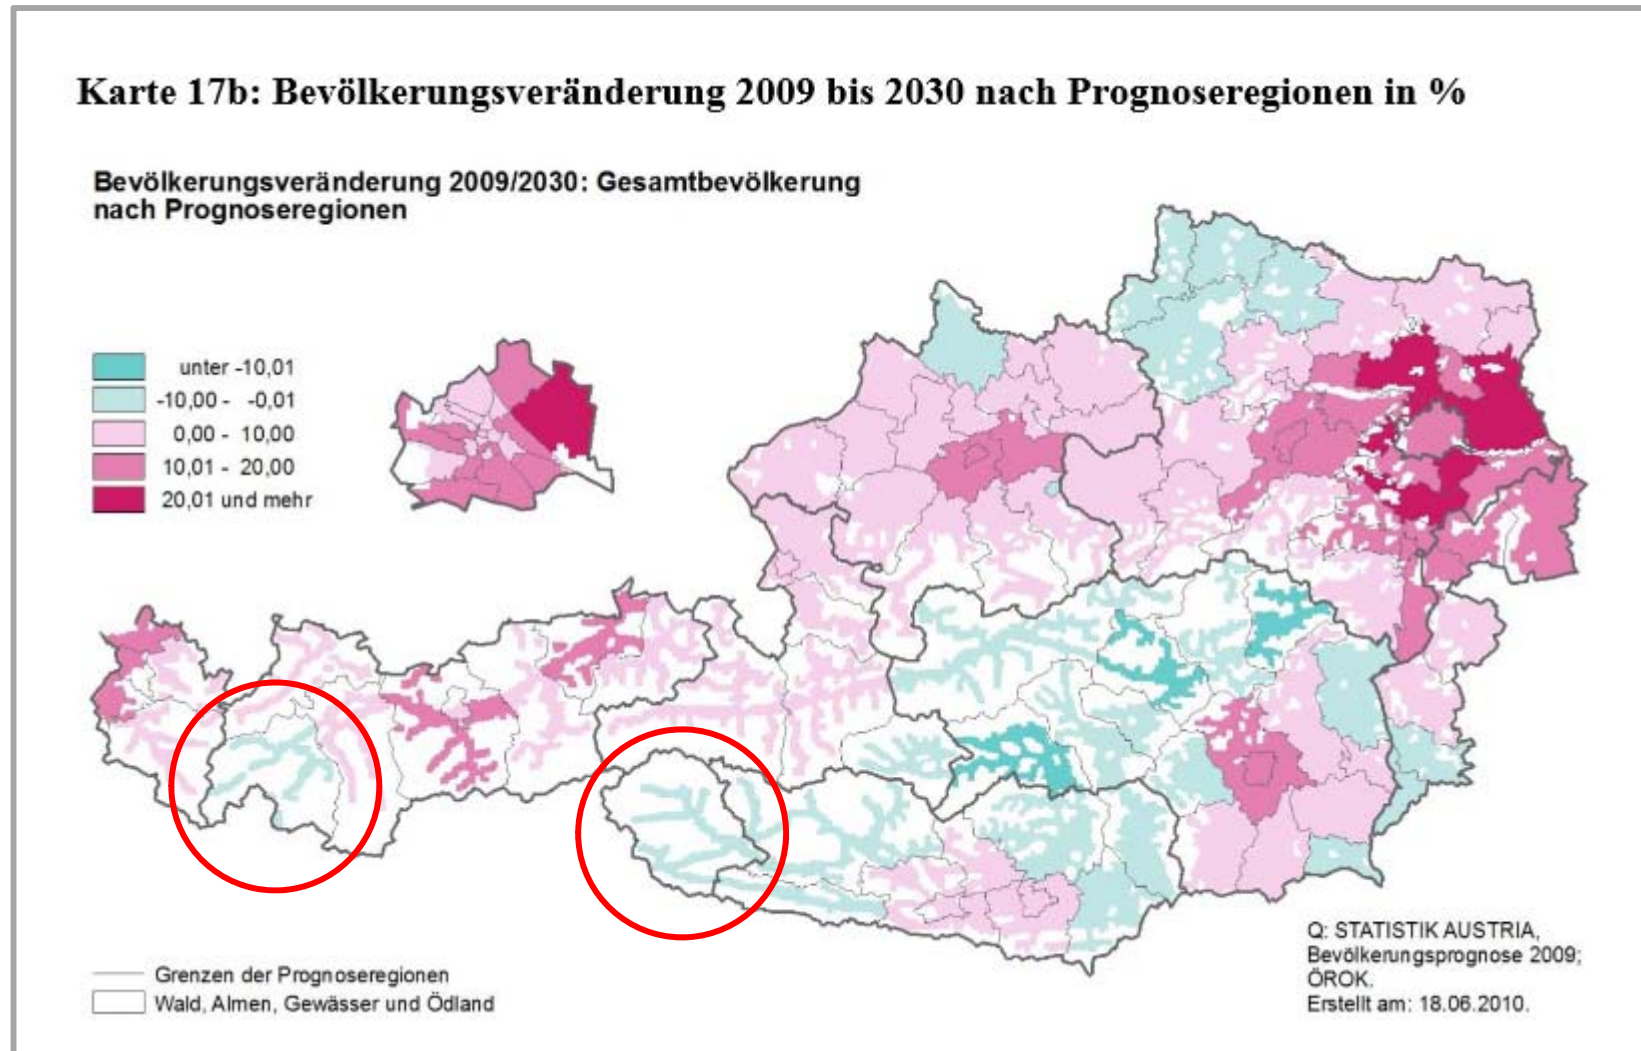 Karte 17b: Bevölkerungsveränderung 2009 bis 2030 nach Prognoseregionen in %
Bevölkerungsveränderung 2009/2030: Gesamtbevölkerung
nach Prognoseregionen
unter -10,01
-10,00 - -0,01
0,00 - 10,00
10,01 - 20,00
20,01 und mehr
Grenzen der Prognoseregionen
Wald, Almen, Gewässer und Ödland
Q: STATISTIK AUSTRIA,
Bevölkerungsprognose 2009;
ÖROK.
Erstellt am: 18.06.2010.